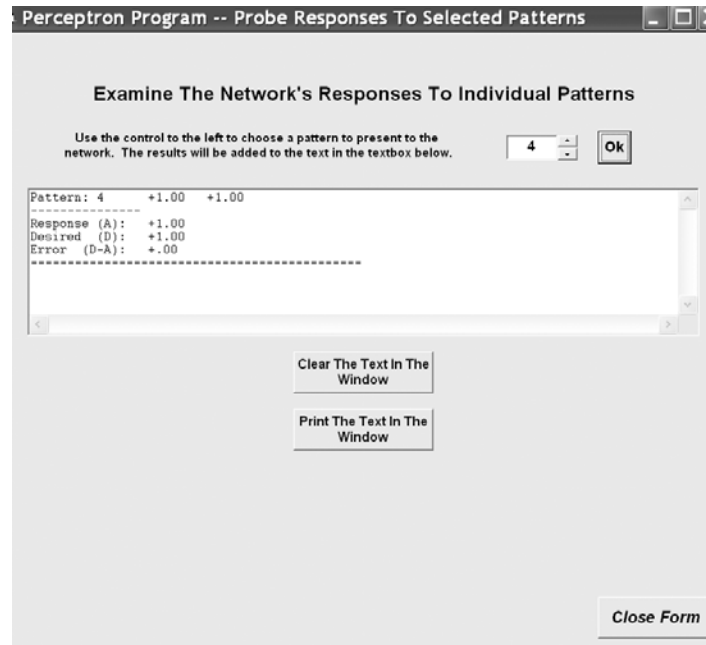 Perceptron Program -- Probe Responses To Selected Patterns
Examine The Network's Responses To Individual Patterns
Use the control to the left to choose a pattern to present to the
network. The results will be added to the text in the textbox below.
4
Ok
Pattern: 4 +1.00 +1.00
---------------
Response (A): +1.00
Desired (D): +1.00
Error (D-A): +.00
=============================================
Clear The Text In The
Window
Print The Text In The
Window
Close Form